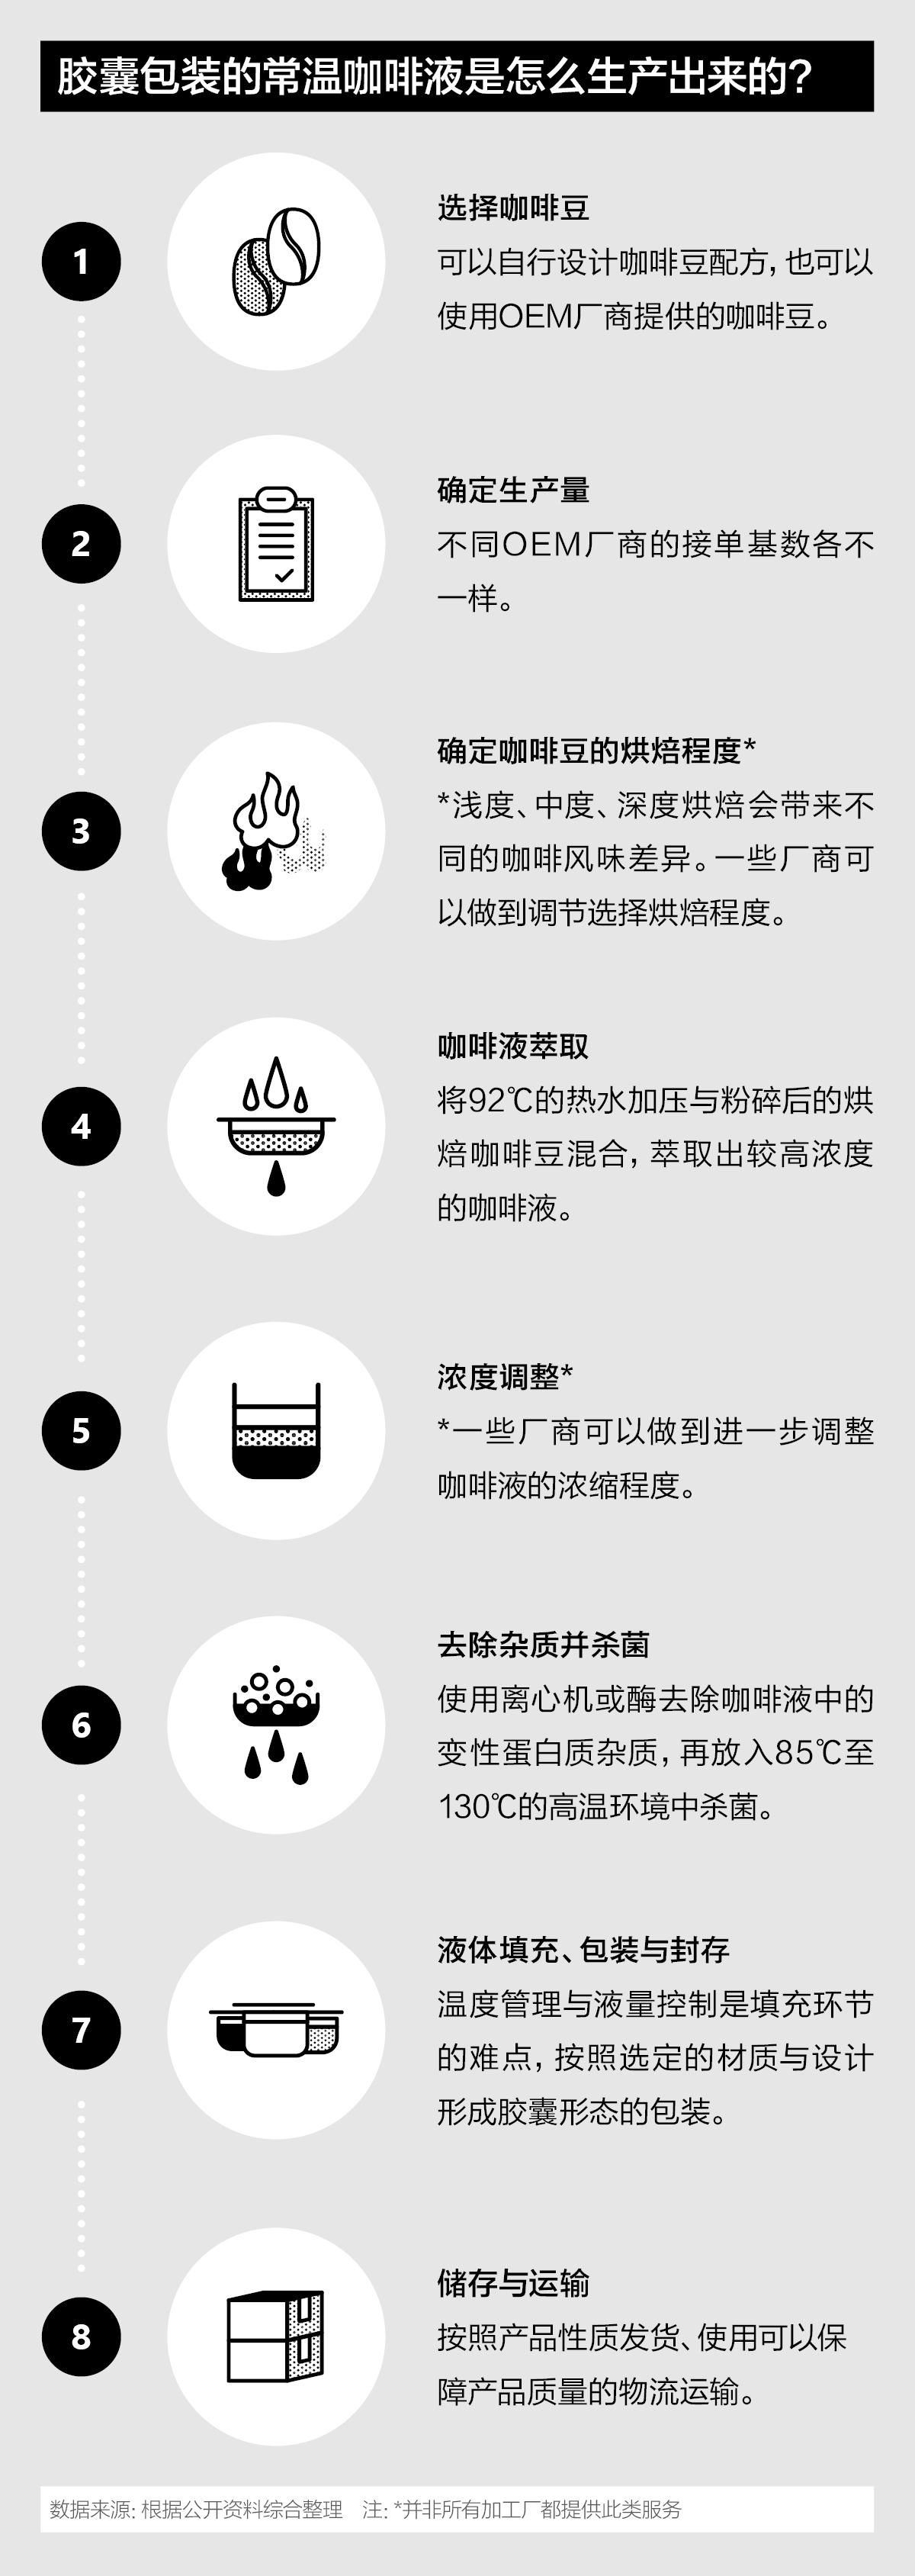 胶囊包装的常温咖啡液是怎么生产出来的?
1
选择咖啡豆
可以自行设计咖啡豆配方, 也可以
使用OEM厂商提供的咖啡豆。
2
确定生产量
不同OEM厂商的接单基数各不
一样。
3
确定咖啡豆的烘焙程度*
*浅度、中度、深度烘焙会带来不
同的咖啡风味差异。一些厂商可
以做到调节选择烘焙程度。
4
咖啡液萃取
将92℃的热水加压与粉碎后的烘
焙咖啡豆混合, 萃取出较高浓度
的咖啡液。
5
浓度调整*
*一些厂商可以做到进一步调整
咖啡液的浓缩程度。
6
去除杂质并杀菌
使用离心机或酶去除咖啡液中的
变性蛋白质杂质, 再放入85℃至
130℃的高温环境中杀菌。
7
液体填充、包装与封存
温度管理与液量控制是填充环节
的难点, 按照选定的材质与设计
形成胶囊形态的包装。
8
储存与运输
按照产品性质发货、使用可以保
障产品质量的物流运输。
数据来源: 根据公开资料综合整理 注: *并非所有加工厂都提供此类服务